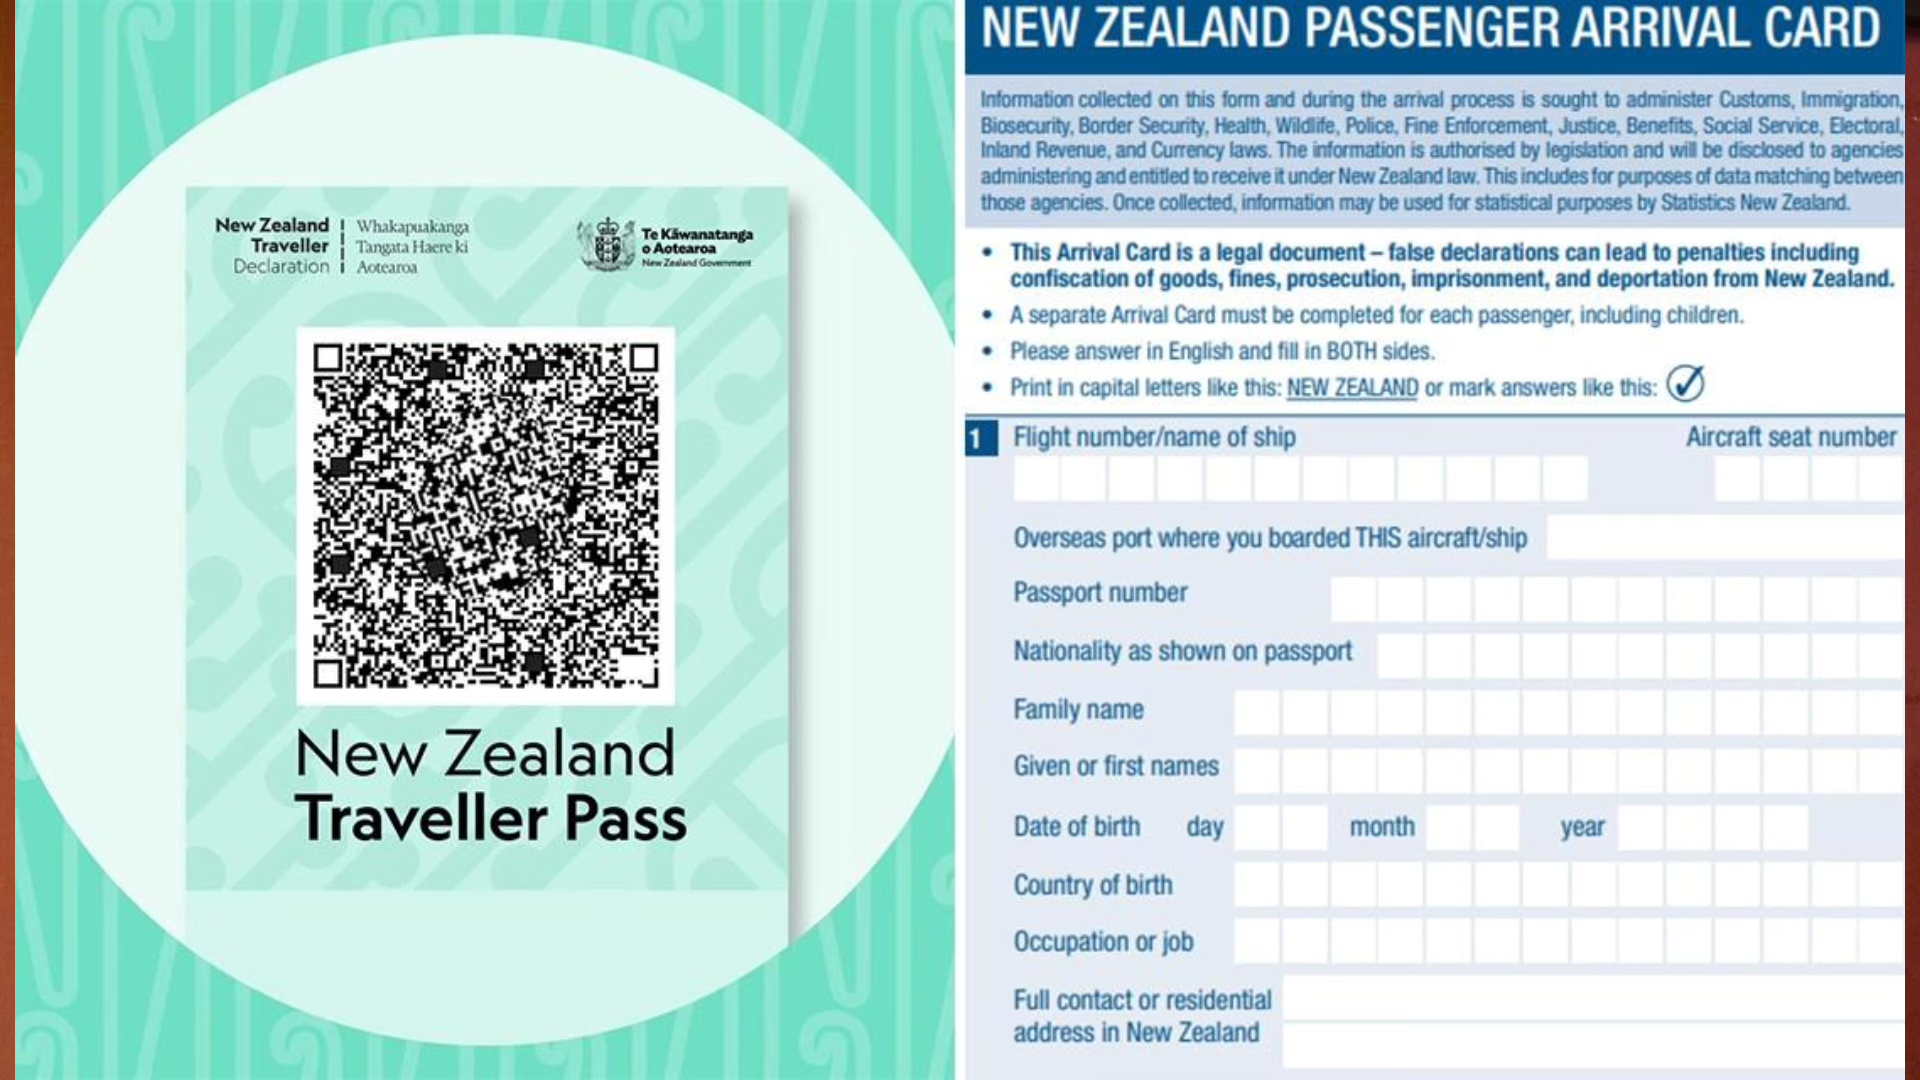 New Zealand
Traveller
Declaration
Whakapuakanga
Tangata Haere ki
Aotearoa
Te Kāwanatanga
o Aotearoa
New Zealand Government
New Zealand
Traveller Pass
NEW ZEALAND PASSENGER ARRIVAL CARD
Information collected on this form and during the arrival process is sought to administer Customs, Immigration,
Biosecurity, Border Security, Health, Wildlife, Police, Fine Enforcement, Justice, Benefits, Social Service, Electoral,
Inland Revenue, and Currency laws. The information is authorised by legislation and will be disclosed to agencies
administering and entitled to receive it under New Zealand law. This includes for purposes of data matching between
those agencies. Once collected, information may be used for statistical purposes by Statistics New Zealand.
• This Arrival Card is a legal document – false declarations can lead to penalties including
confiscation of goods, fines, prosecution, imprisonment, and deportation from New Zealand.
• A separate Arrival Card must be completed for each passenger, including children.
• Please answer in English and fill in BOTH sides.
• Print in capital letters like this: NEW ZEALAND or mark answers like this:
1 Flight number/name of ship Aircraft seat number
Overseas port where you boarded THIS aircraft/ship
Passport number
Nationality as shown on passport
Family name
Given or first names
Date of birth day month year
Country of birth
Occupation or job
Full contact or residential
address in New Zealand